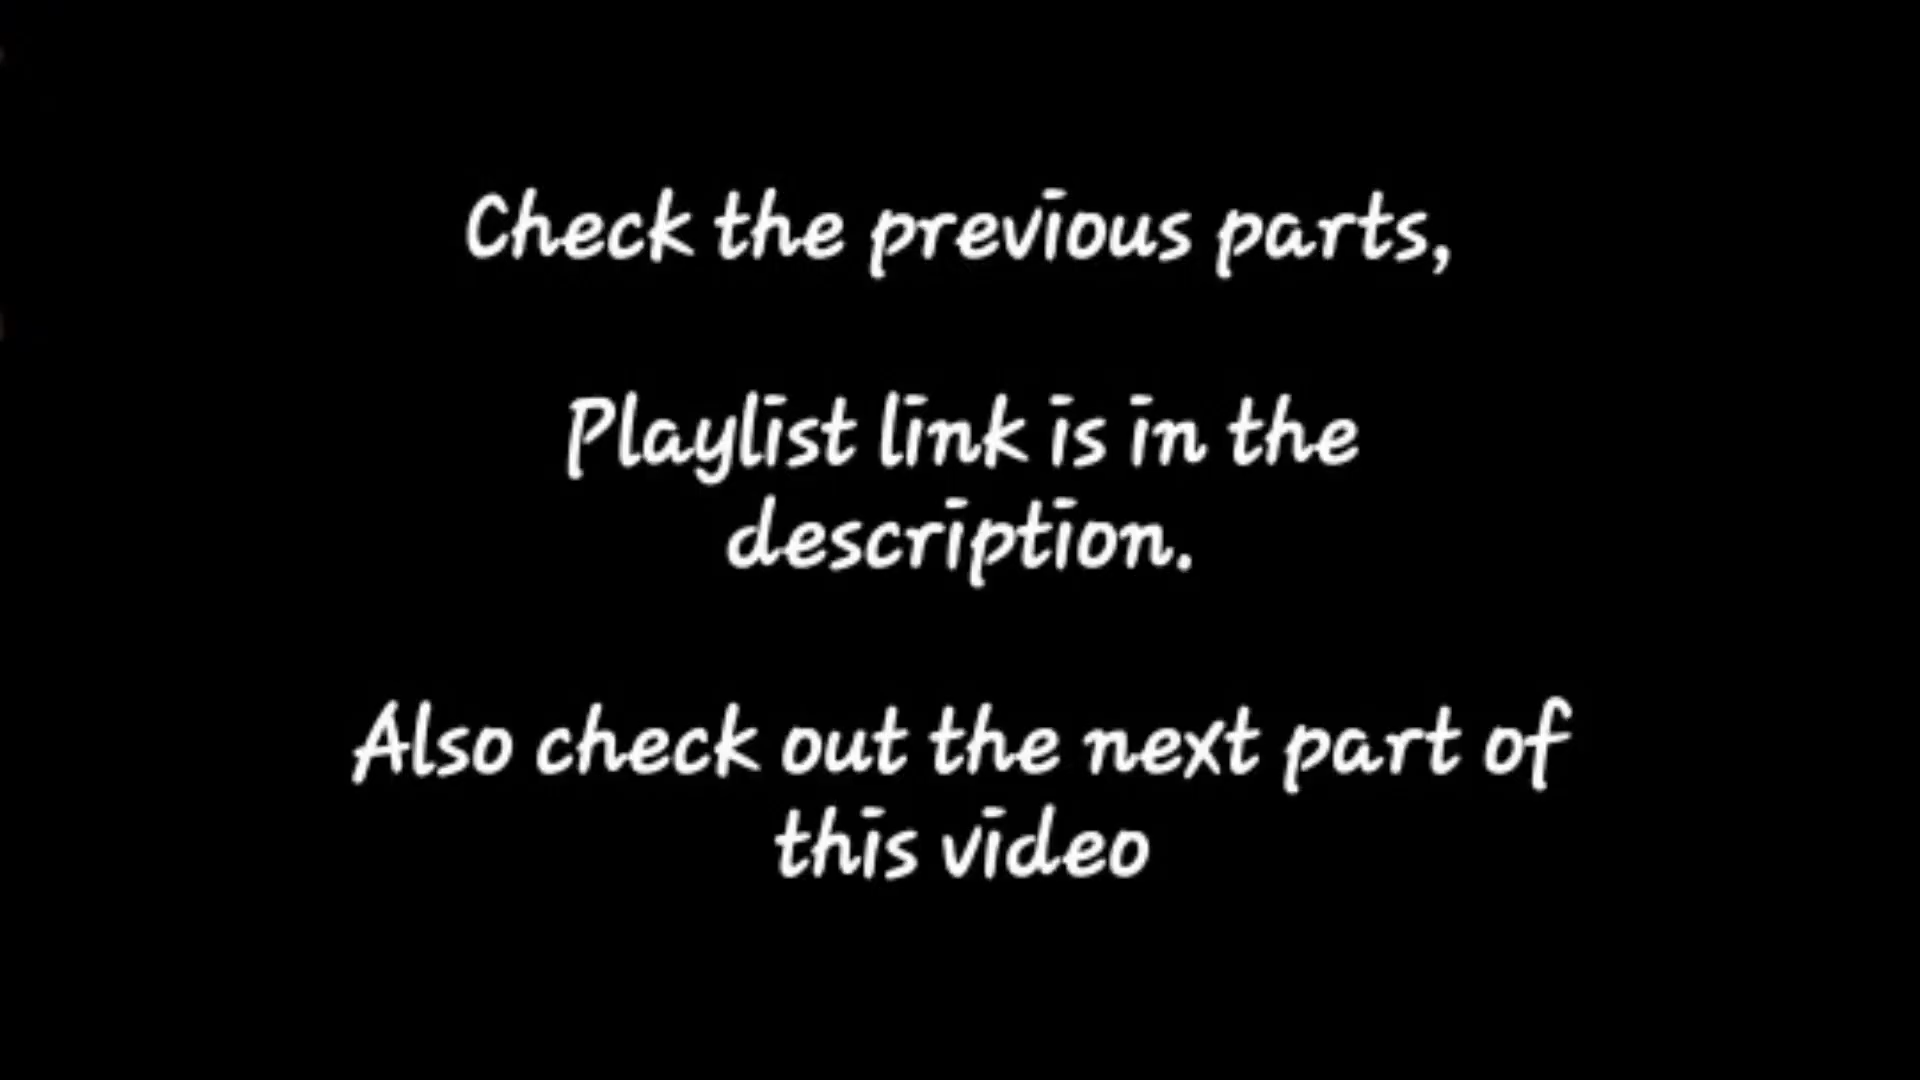 Check the previous parts,
Playlist link is in the
description.
Also check out the next part of
this video